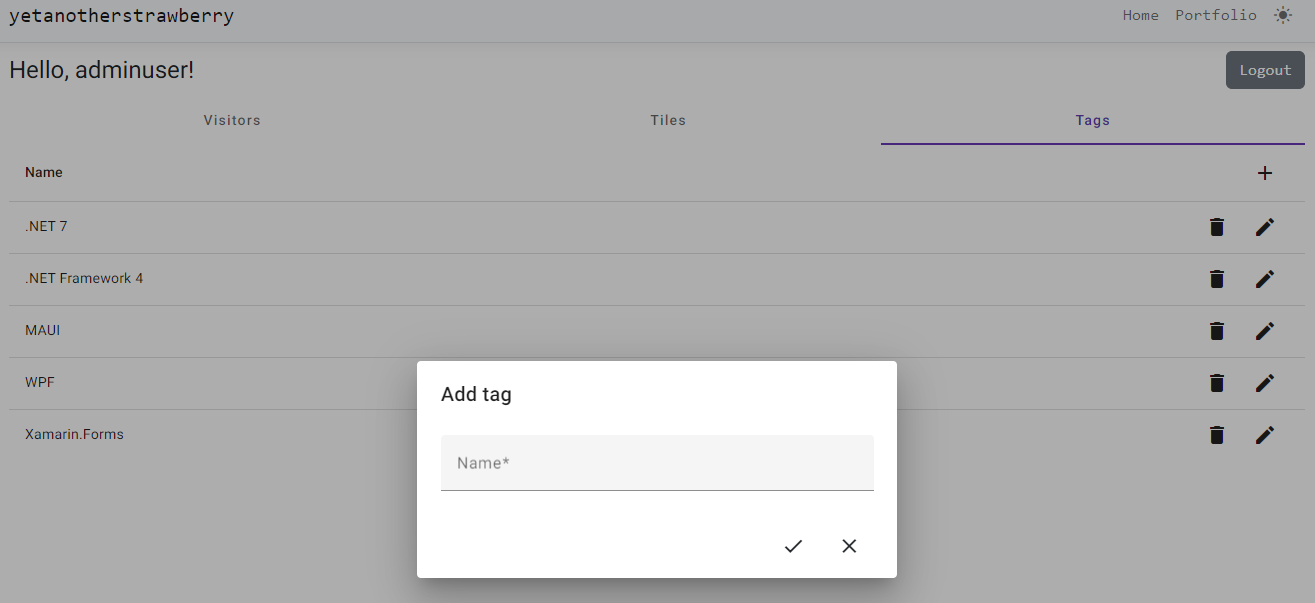 yetanotherstrawberry
Home Portfolio
Hello, adminuser!
Logout
Visitors Tiles Tags
Name
.NET 7
.NET Framework 4
MAUI
WPF
Xamarin.Forms
Add tag
Name*